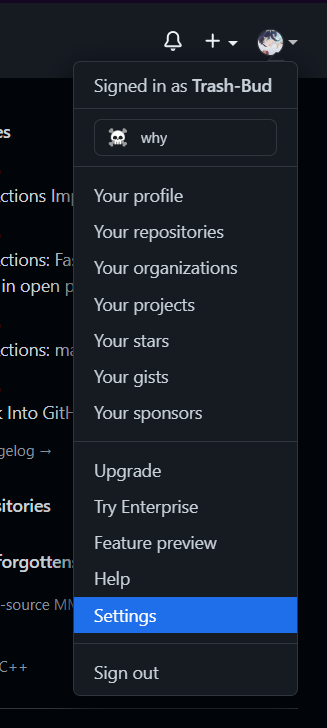 Signed in as Trash-Bud
es
why
ctions Imp
Your profile
Your repositories
ctions: Fas
Your organizations
in open p
Your projects
Your stars
ctions: ma
Your gists
Your sponsors
k Into GitH
gelog →
Upgrade
sitories
Try Enterprise
Feature preview
forgottens
Help
-source MM
Settings
C++
Sign out